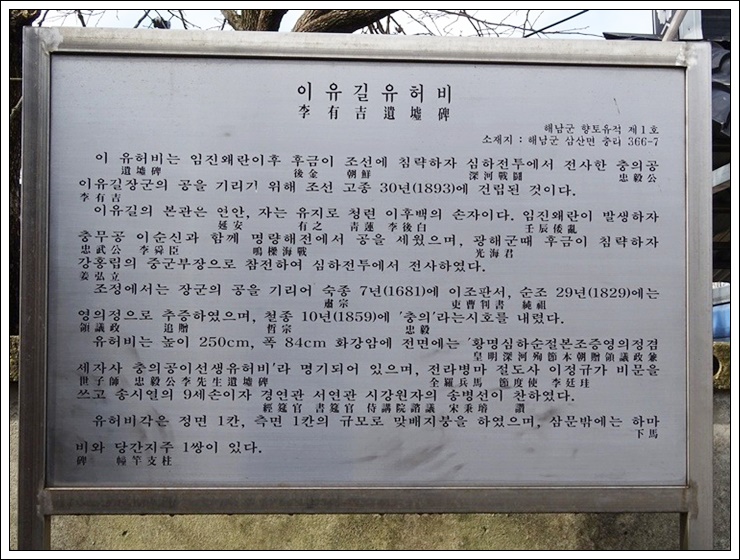 이유길유허비
李有吉遺墟碑
해남군 향토유적 제1호
소재지 : 해남군 삼산면 충리 366-7
이 유허비는 임진왜란이후 후금이 조선에 침략하자 심하전투에서 전사한 충의공
遺墟碑 後金 朝鮮 深河戰鬪 忠毅公
이유길장군의 공을 기리기 위해 조선 고종 30년(1893)에 건립된 것이다.
李有吉
이유길의 본관은 연안, 자는 유지로 청련 이후백의 손자이다. 임진왜란이 발생하자
延安 有之 靑蓮 李後白 壬辰倭亂
충무공 이순신과 함께 명량해전에서 공을 세웠으며, 광해군때 후금이 침략하자
忠武公 李舜臣 鳴樑海戰 光海君
강홍립의 중군부장으로 참전하여 심하전투에서 전사하였다.
姜弘立
조정에서는 장군의 공을 기리어 숙종 7년(1681)에 이조판서, 순조 29년(1829)에는
肅宗 吏曹判書 純祖
영의정으로 추증하였으며, 철종 10년(1859)에 '충의'라는시호를 내렸다.
領議政 追贈 哲宗 忠毅
유허비는 높이 250cm, 폭 84cm 화강암에 전면에는 '황명심하순절본조증영의정겸
皇明深河殉節本朝贈領議政兼
세자사 충의공이선생유허비'라 명기되어 있으며, 전라병마 절도사 이정규가 비문을
世子師 忠毅公李先生遺墟碑 全羅兵馬 節度使 李廷珪
쓰고 송시열의 9세손이자 경연관 서연관 시강원자의 송병선이 찬하였다.
經筵官 書筵官 侍講院諮議 宋秉璿 讚
유허비각은 정면 1칸, 측면 1칸의 규모로 맞배지붕을 하였으며, 삼문밖에는 하마
下馬
비와 당간지주 1쌍이 있다.
碑 幢竿支柱